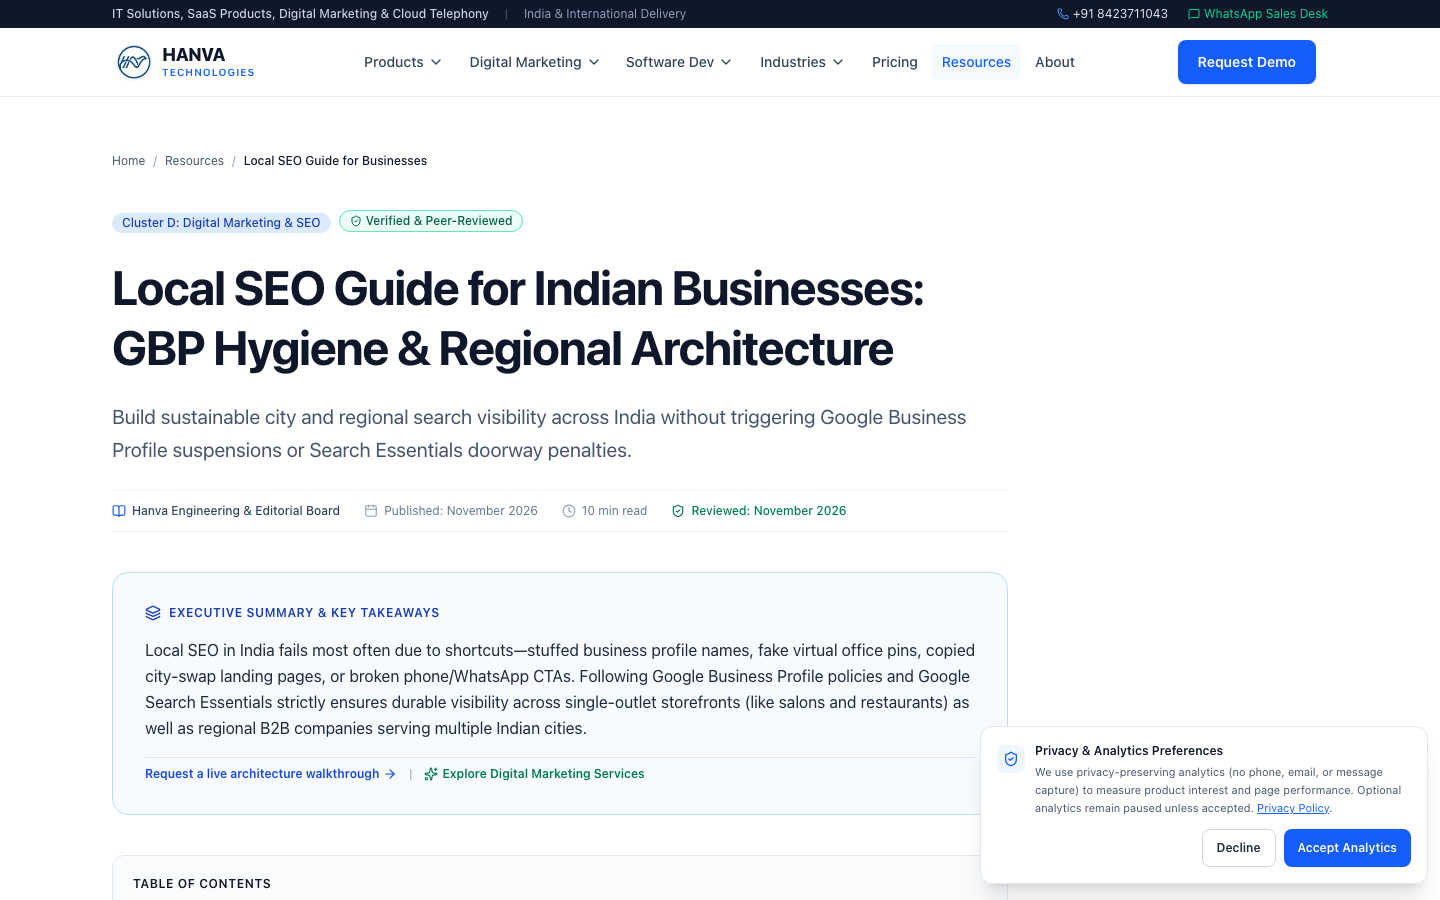 IT Solutions, SaaS Products, Digital Marketing & Cloud Telephony | India & International Delivery
+91 8423711043 WhatsApp Sales Desk
HANVA
TECHNOLOGIES
Products Digital Marketing Software Dev Industries Pricing Resources About
Request Demo
Home / Resources / Local SEO Guide for Businesses
Cluster D: Digital Marketing & SEO Verified & Peer-Reviewed
Local SEO Guide for Indian Businesses:
GBP Hygiene & Regional Architecture
Build sustainable city and regional search visibility across India without triggering Google Business
Profile suspensions or Search Essentials doorway penalties.
Hanva Engineering & Editorial Board Published: November 2026 10 min read Reviewed: November 2026
EXECUTIVE SUMMARY & KEY TAKEAWAYS
Local SEO in India fails most often due to shortcuts—stuffed business profile names, fake virtual office pins, copied
city-swap landing pages, or broken phone/WhatsApp CTAs. Following Google Business Profile policies and Google
Search Essentials strictly ensures durable visibility across single-outlet storefronts (like salons and restaurants) as
well as regional B2B companies serving multiple Indian cities.
Request a live architecture walkthrough → | Explore Digital Marketing Services
TABLE OF CONTENTS
Privacy & Analytics Preferences
We use privacy-preserving analytics (no phone, email, or message
capture) to measure product interest and page performance. Optional
analytics remain paused unless accepted. Privacy Policy.
Decline Accept Analytics